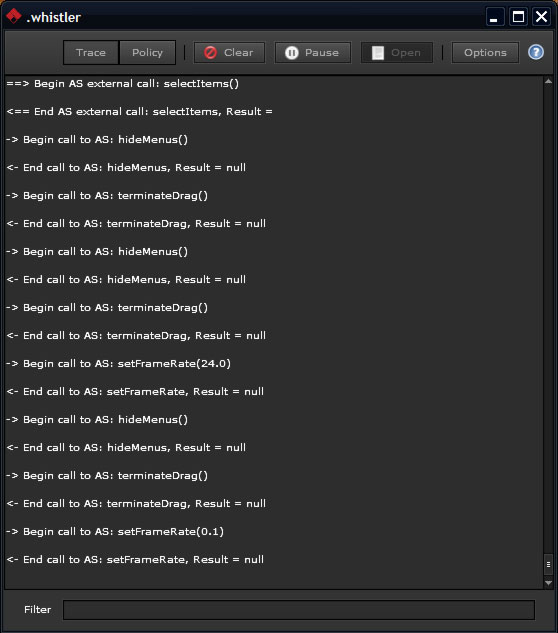 .whistler
Trace Policy Clear Pause Open Options ?
==> Begin AS external call: selectItems()
<== End AS external call: selectItems, Result =
-> Begin call to AS: hideMenus()
<- End call to AS: hideMenus, Result = null
-> Begin call to AS: terminateDrag()
<- End call to AS: terminateDrag, Result = null
-> Begin call to AS: hideMenus()
<- End call to AS: hideMenus, Result = null
-> Begin call to AS: terminateDrag()
<- End call to AS: terminateDrag, Result = null
-> Begin call to AS: setFrameRate(24.0)
<- End call to AS: setFrameRate, Result = null
-> Begin call to AS: hideMenus()
<- End call to AS: hideMenus, Result = null
-> Begin call to AS: terminateDrag()
<- End call to AS: terminateDrag, Result = null
-> Begin call to AS: setFrameRate(0.1)
<- End call to AS: setFrameRate, Result = null
Filter